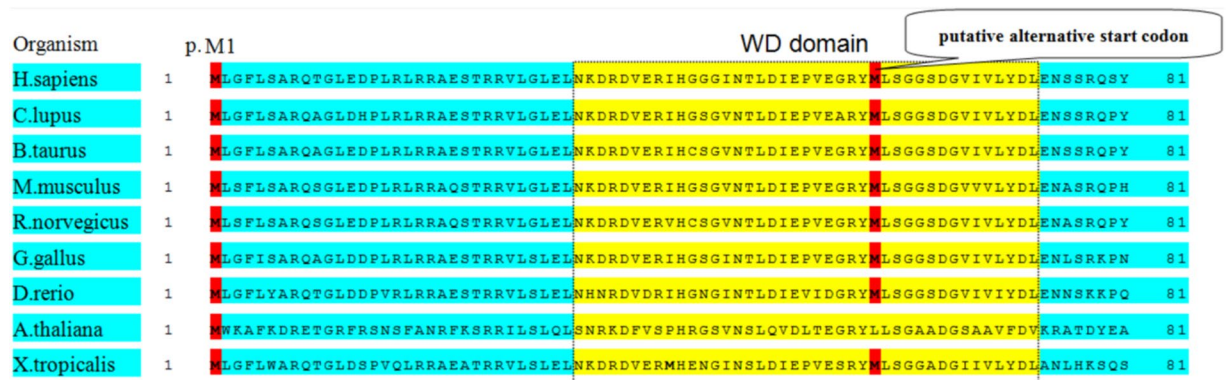 putative alternative start codon
Organism p. M1 WD domain
H.sapiens 1 MLGFLSARQTGLEDPLRLRRAESTRRVLGLELNKDRDVERIHGGGINTLDIEPVEGRYMLSGGSDGVIVLYDLENSSRQSY 81
C.lupus 1 MLGFLSARQAGLDHPLRLRRAESTRRVLGLELNKDRDVERIHGSGVNTLDIEPVEARYMLSGGSDGVIVLYDLENSSRQPY 81
B.taurus 1 MLGFLSARQAGLEDPLRLRRAESTRRVLGLELNKDRDVERIHCSGVNTLDIEPVEGRYMLSGGSDGVIVLYDLENSSRQPY 81
M.musculus 1 MLSFLSARQSGLEDPLRLRRAQSTRRVLGLELNKDRDVERIHGSGVNTLDIEPVEGRYMLSGGSDGVVVLYDLENASRQPH 81
R.norvegicus 1 MLSFLSARQSGLEDPLRLRRAQSTRRVLGLELNKDRDVERVHCSGVNTLDIEPVEGRYMLSGGSDGVIVLYDLENASRQPY 81
G.gallus 1 MLGFISARQTGLDDPLRLRRAESTRRVLSLELNKDRDVERIHGSGINTLDIEPVEGRYMLSGGSDGVIVLYDLENLSRKPN 81
D.rerio 1 MLGFLYARQTGLDDPVRLRRAESTRRVLSLELNHNRDVDRIHGNGINTLDIEVIDGRYMLSGGSDGVIVIYDLENNSKKPQ 81
A.thaliana 1 MWKAFKDRETGRFRSNSFANRFKSRRILSLQLSNRKDFVSPHRGSVNSLQVDLTEGRYLLSGAADGSAAVFDVKRATDYEA 81
X.tropicalis 1 MLGFLWARQTGLDSPVQLRRAEATRRVLSLELNKDRDVERMHENGINSLDIEPVESRYMLSGGADGIIVLYDLANLHKSQS 81